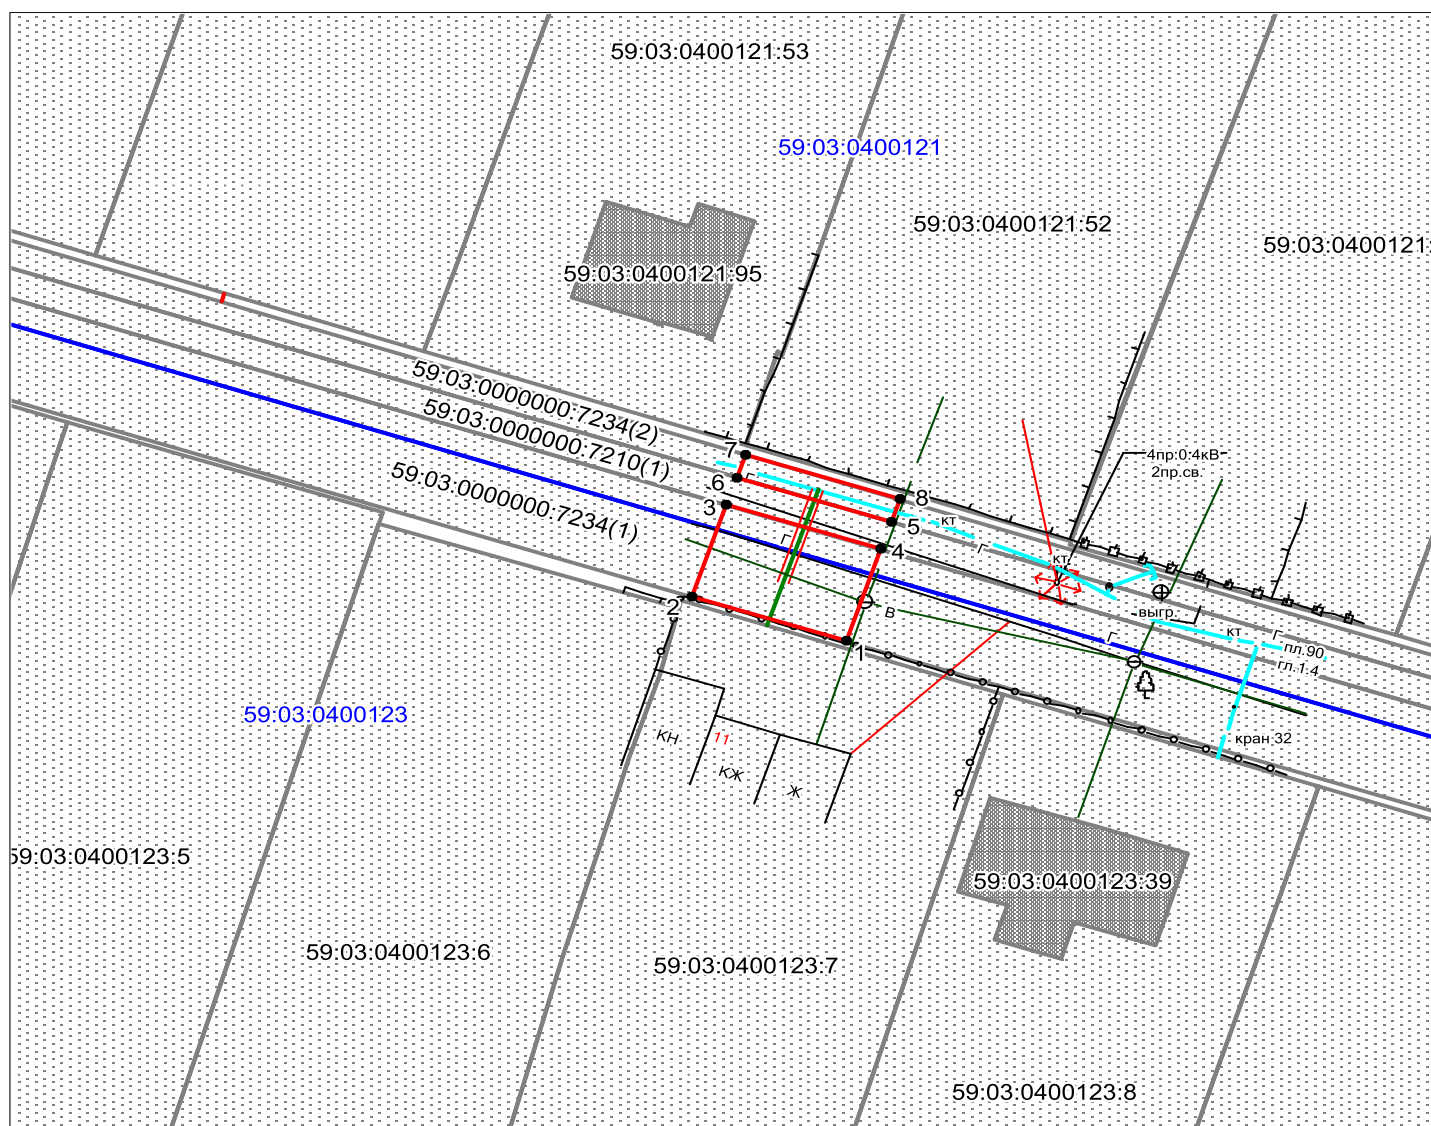 59:03:0400121:53
59:03:0400121
59:03:0400121:52
59:03:0400121:
59:03:0400121:95
59:03:0000000:7234(2)
59:03:0000000:7210(1)
59:03:0000000:7234(1)
4пр:0:4кВ
2пр.св.
7
8
6
Г
3
5
кт
4
Г
Г
кт
2
1
В
выгр.
кт
Г
Г
пл.90
гл.1.4
59:03:0400123
КН
11
КЖ
Ж
кран 32
59:03:0400123:5
59:03:0400123:39
59:03:0400123:6
59:03:0400123:7
59:03:0400123:8